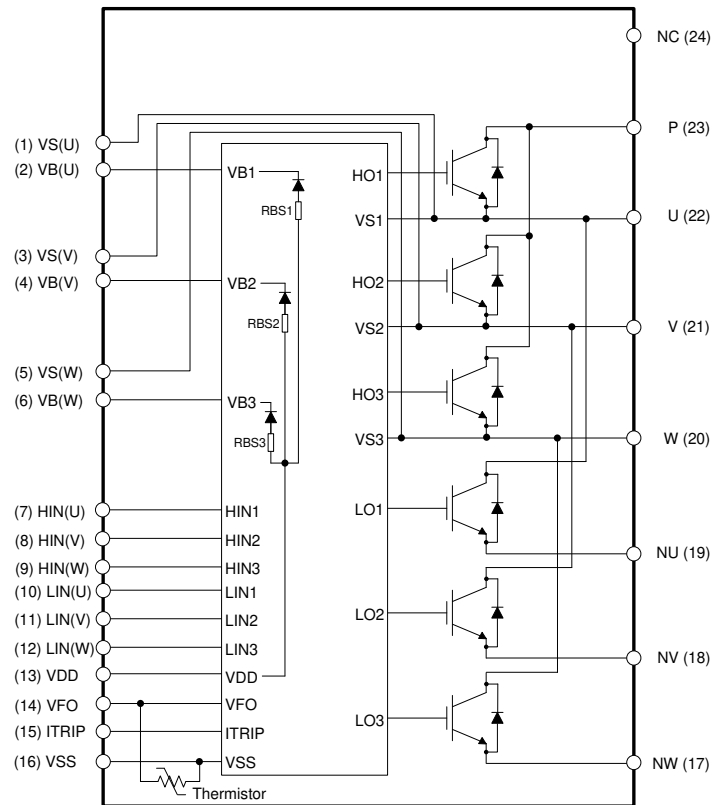 NC (24)
P (23)
(1) VS(U)
(2) VB(U)
VB1
HO1
RBS1
VS1
U (22)
(3) VS(V)
(4) VB(V)
VB2
HO2
RBS2
VS2
V (21)
(5) VS(W)
(6) VB(W)
VB3
HO3
RBS3
VS3
W (20)
(7) HIN(U)
HIN1
LO1
(8) HIN(V)
HIN2
(9) HIN(W)
HIN3
NU (19)
(10) LIN(U)
LIN1
(11) LIN(V)
LIN2
LO2
(12) LIN(W)
LIN3
NV (18)
(13) VDD
VDD
(14) VFO
VFO
LO3
(15) ITRIP
ITRIP
(16) VSS
VSS
NW (17)
Thermistor